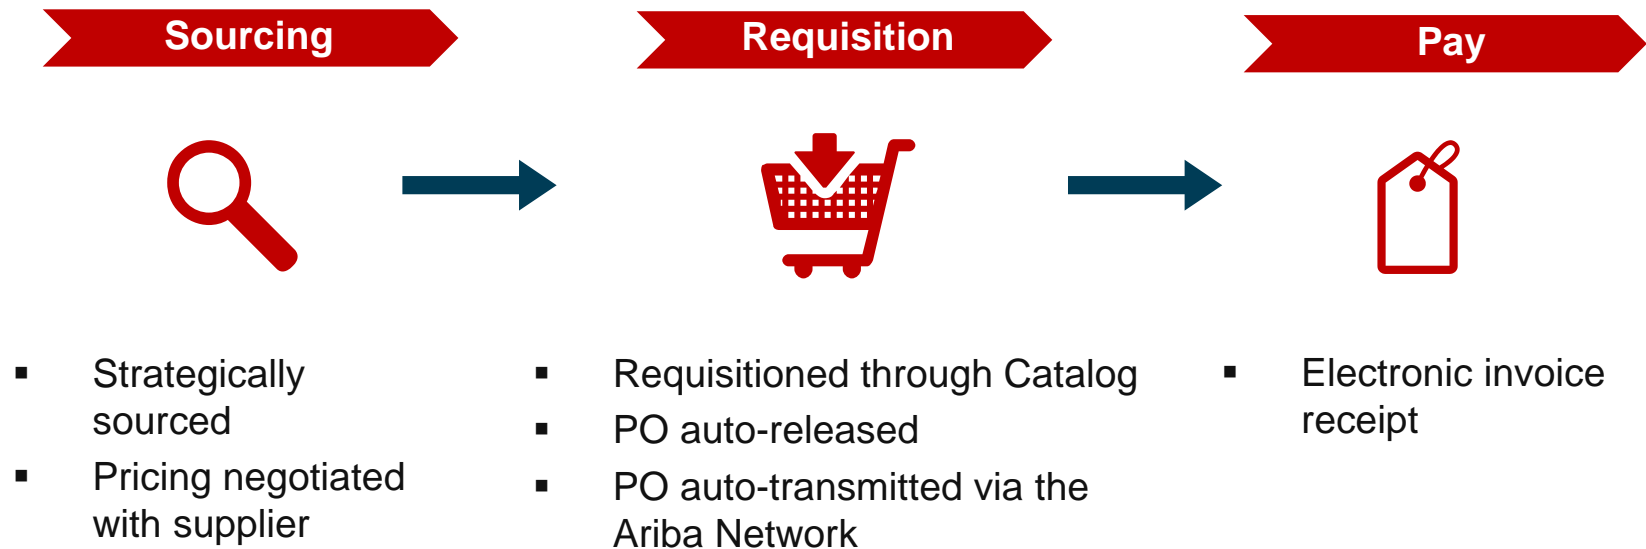 Sourcing
Requisition
Pay
▪ Strategically
sourced
▪ Pricing negotiated
with supplier
▪ Requisitioned through Catalog
▪ PO auto-released
▪ PO auto-transmitted via the
Ariba Network
▪ Electronic invoice
receipt